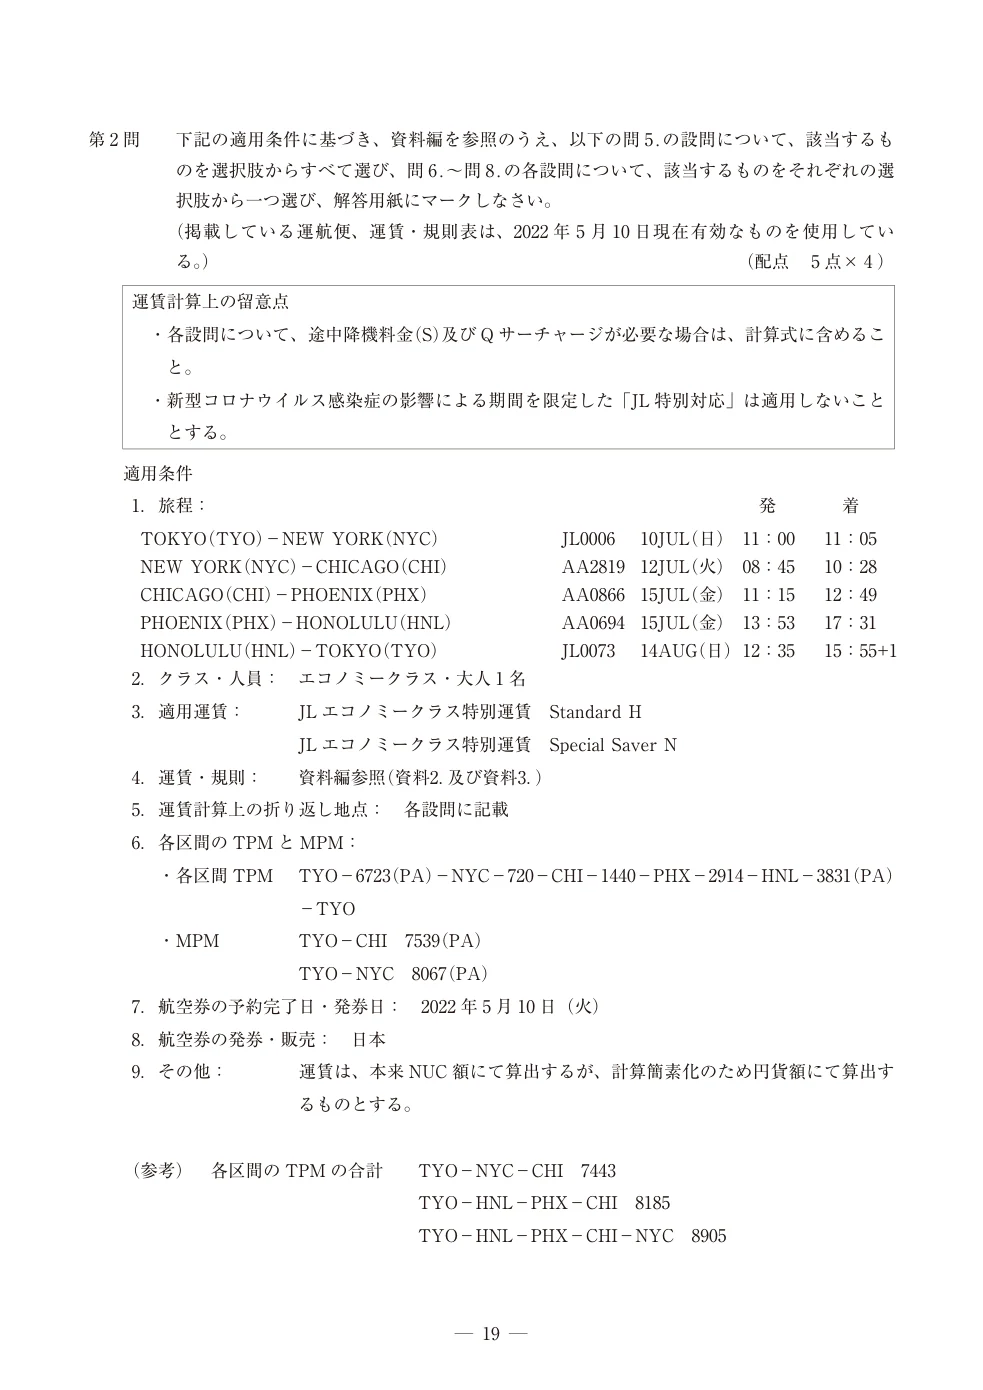 第2問　下記の適用条件に基づき、資料編を参照のうえ、以下の問5.の設問について、該当するも
のを選択肢からすべて選び、問6.～問8.の各設問について、該当するものをそれぞれの選
択肢から一つ選び、解答用紙にマークしなさい。
（掲載している運航便、運賃・規則表は、2022年5月10日現在有効なものを使用してい
る。）　（配点　5点×4）
運賃計算上の留意点
・各設問について、途中降機料金(S)及びQサーチャージが必要な場合は、計算式に含めるこ
と。
・新型コロナウイルス感染症の影響による期間を限定した「JL特別対応」は適用しないこと
とする。
適用条件
1. 旅程：　発　着
TOKYO(TYO)－NEW YORK(NYC)　JL0006　10JUL(日)　11：00　11：05
NEW YORK(NYC)－CHICAGO(CHI)　AA2819　12JUL(火)　08：45　10：28
CHICAGO(CHI)－PHOENIX(PHX)　AA0866　15JUL(金)　11：15　12：49
PHOENIX(PHX)－HONOLULU(HNL)　AA0694　15JUL(金)　13：53　17：31
HONOLULU(HNL)－TOKYO(TYO)　JL0073　14AUG(日)　12：35　15：55+1
2. クラス・人員：　エコノミークラス・大人1名
3. 適用運賃：　JLエコノミークラス特別運賃　Standard H
JLエコノミークラス特別運賃　Special Saver N
4. 運賃・規則：　資料編参照(資料2.及び資料3.)
5. 運賃計算上の折り返し地点：　各設問に記載
6. 各区間のTPMとMPM：
・各区間TPM　TYO－6723(PA)－NYC－720－CHI－1440－PHX－2914－HNL－3831(PA)
－TYO
・MPM　TYO－CHI　7539(PA)
TYO－NYC　8067(PA)
7. 航空券の予約完了日・発券日：　2022年5月10日（火）
8. 航空券の発券・販売：　日本
9. その他：　運賃は、本来NUC額にて算出するが、計算簡素化のため円貨額にて算出す
るものとする。
（参考）　各区間のTPMの合計　TYO－NYC－CHI　7443
TYO－HNL－PHX－CHI　8185
TYO－HNL－PHX－CHI－NYC　8905
― 19 ―